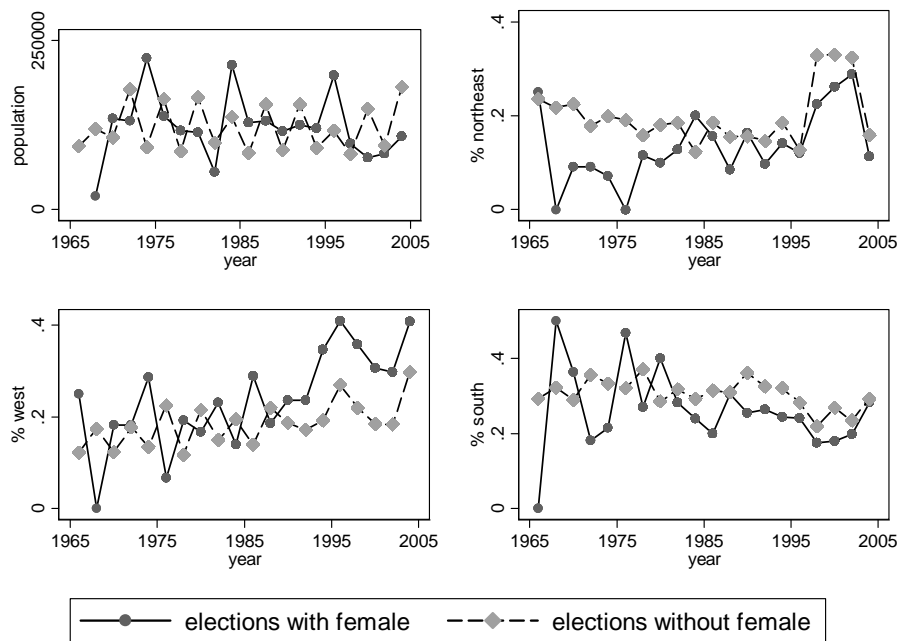 population
250000
0
1965 1975 1985 1995 2005
year
% northeast
.4
.2
0
1965 1975 1985 1995 2005
year
% west
.4
.2
0
1965 1975 1985 1995 2005
year
% south
.4
.2
0
1965 1975 1985 1995 2005
year
elections with female elections without female